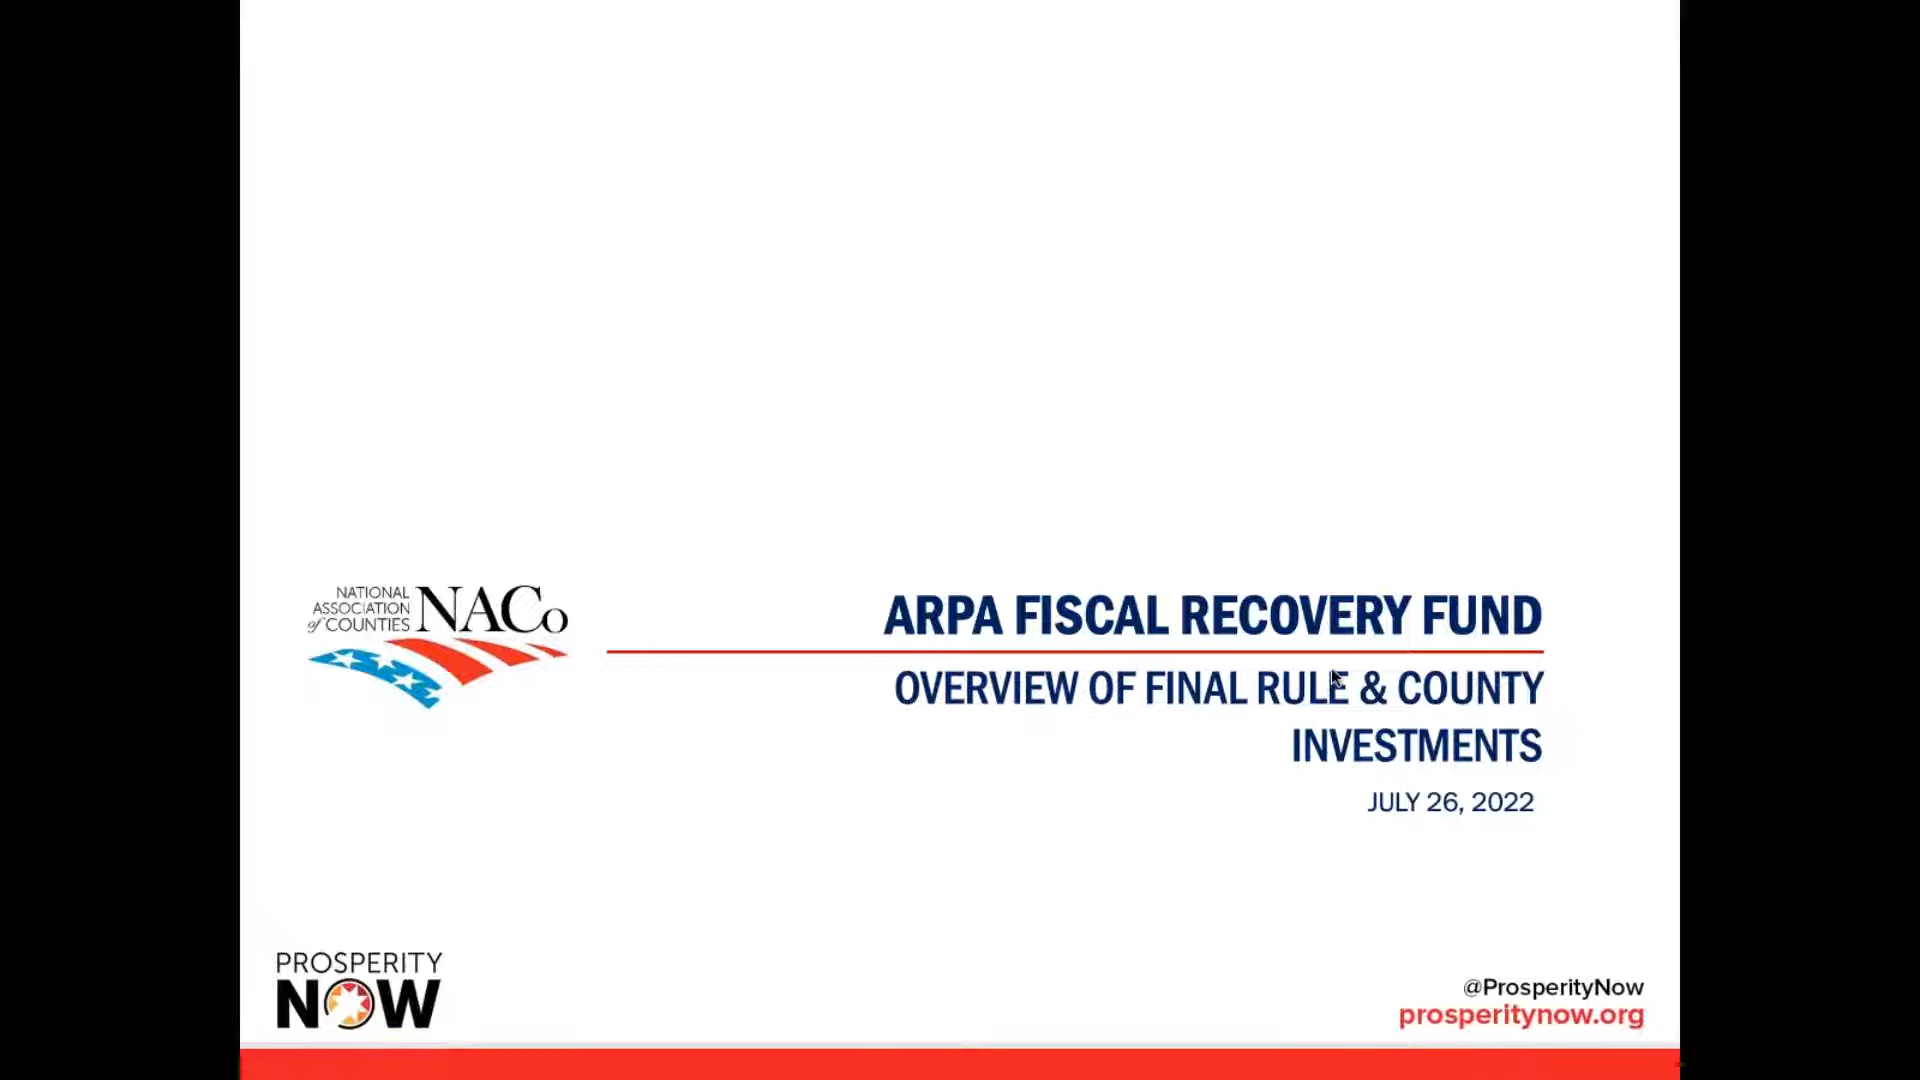 NATIONAL
ASSOCIATION
of COUNTIES
NACo
ARPA FISCAL RECOVERY FUND
OVERVIEW OF FINAL RULE & COUNTY
INVESTMENTS
JULY 26, 2022
PROSPERITY
NOW
@ProsperityNow
prosperitynow.org